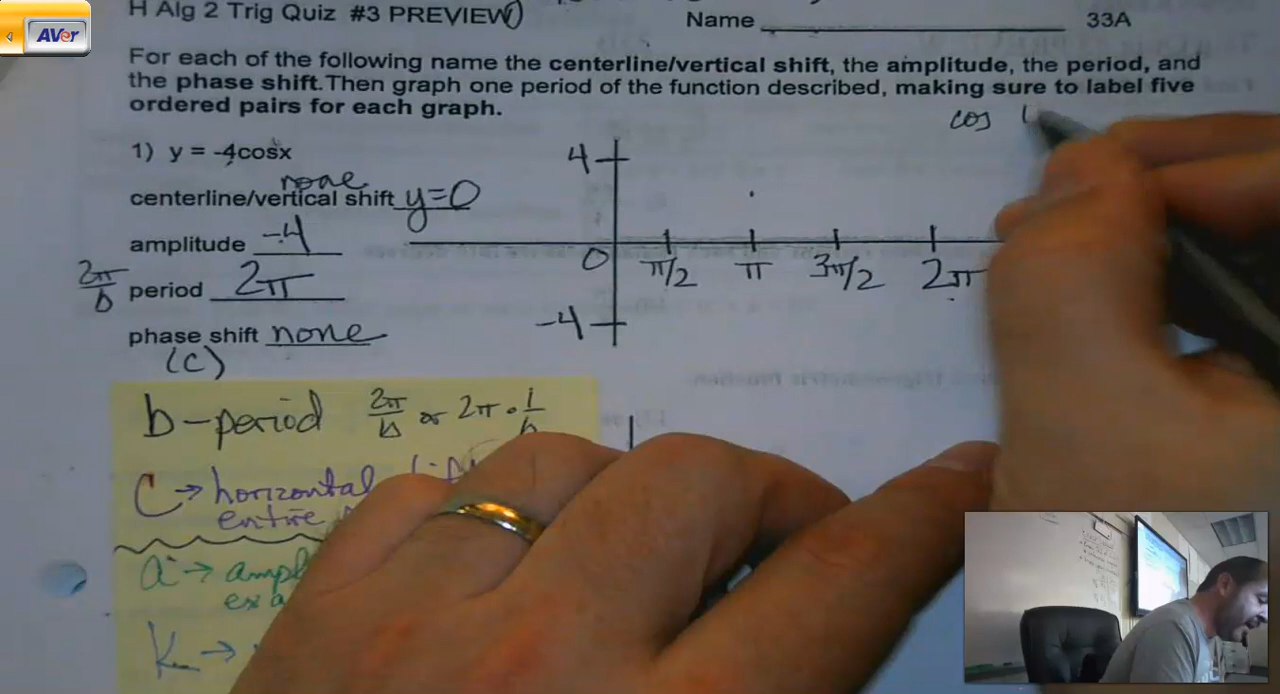 AVer
H Alg 2 Trig Quiz #3 PREVIEW
Name
33A
For each of the following name the centerline/vertical shift, the amplitude, the period, and
the phase shift. Then graph one period of the function described, making sure to label five
ordered pairs for each graph.
cos
1) y = -4cosx
none
centerline/vertical shift y=0
amplitude -4
2π/b period 2π
phase shift none
(C)
4
0 π/2 π 3π/2 2π
-4
b-period 2π/b or 2π · 1/b
C → horizontal
entire
a → ampl
ex a
K →